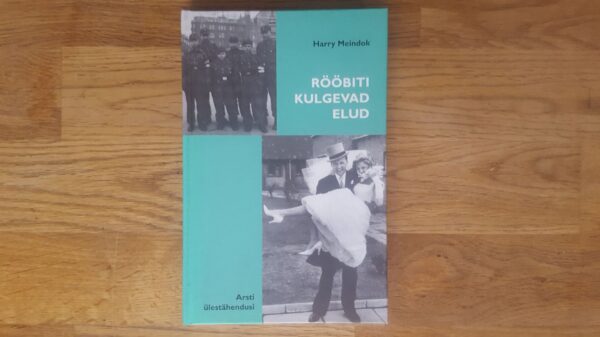 Harry Meindok
RÖÖBITI
KULGEVAD
ELUD
Arsti
ülestähendusi